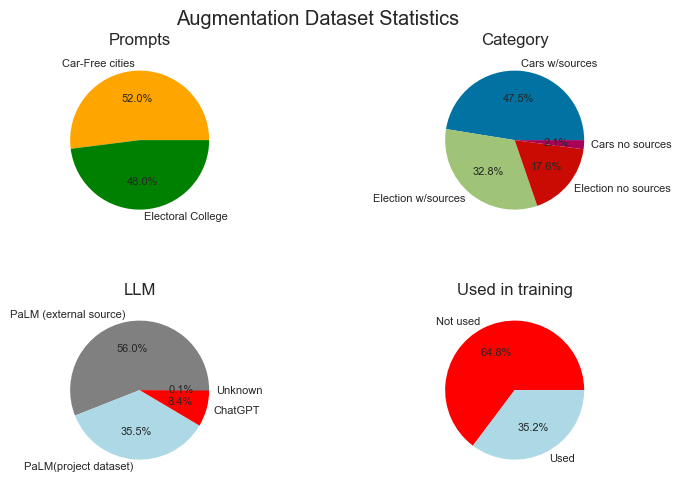 Augmentation Dataset Statistics
Prompts
Car-Free cities
52.0%
48.0%
Electoral College
Category
Cars w/sources
47.5%
2.1%
Cars no sources
17.6%
Election no sources
32.8%
Election w/sources
LLM
PaLM (external source)
56.0%
0.1%
Unknown
8.4%
ChatGPT
35.5%
PaLM(project dataset)
Used in training
Not used
64.8%
35.2%
Used